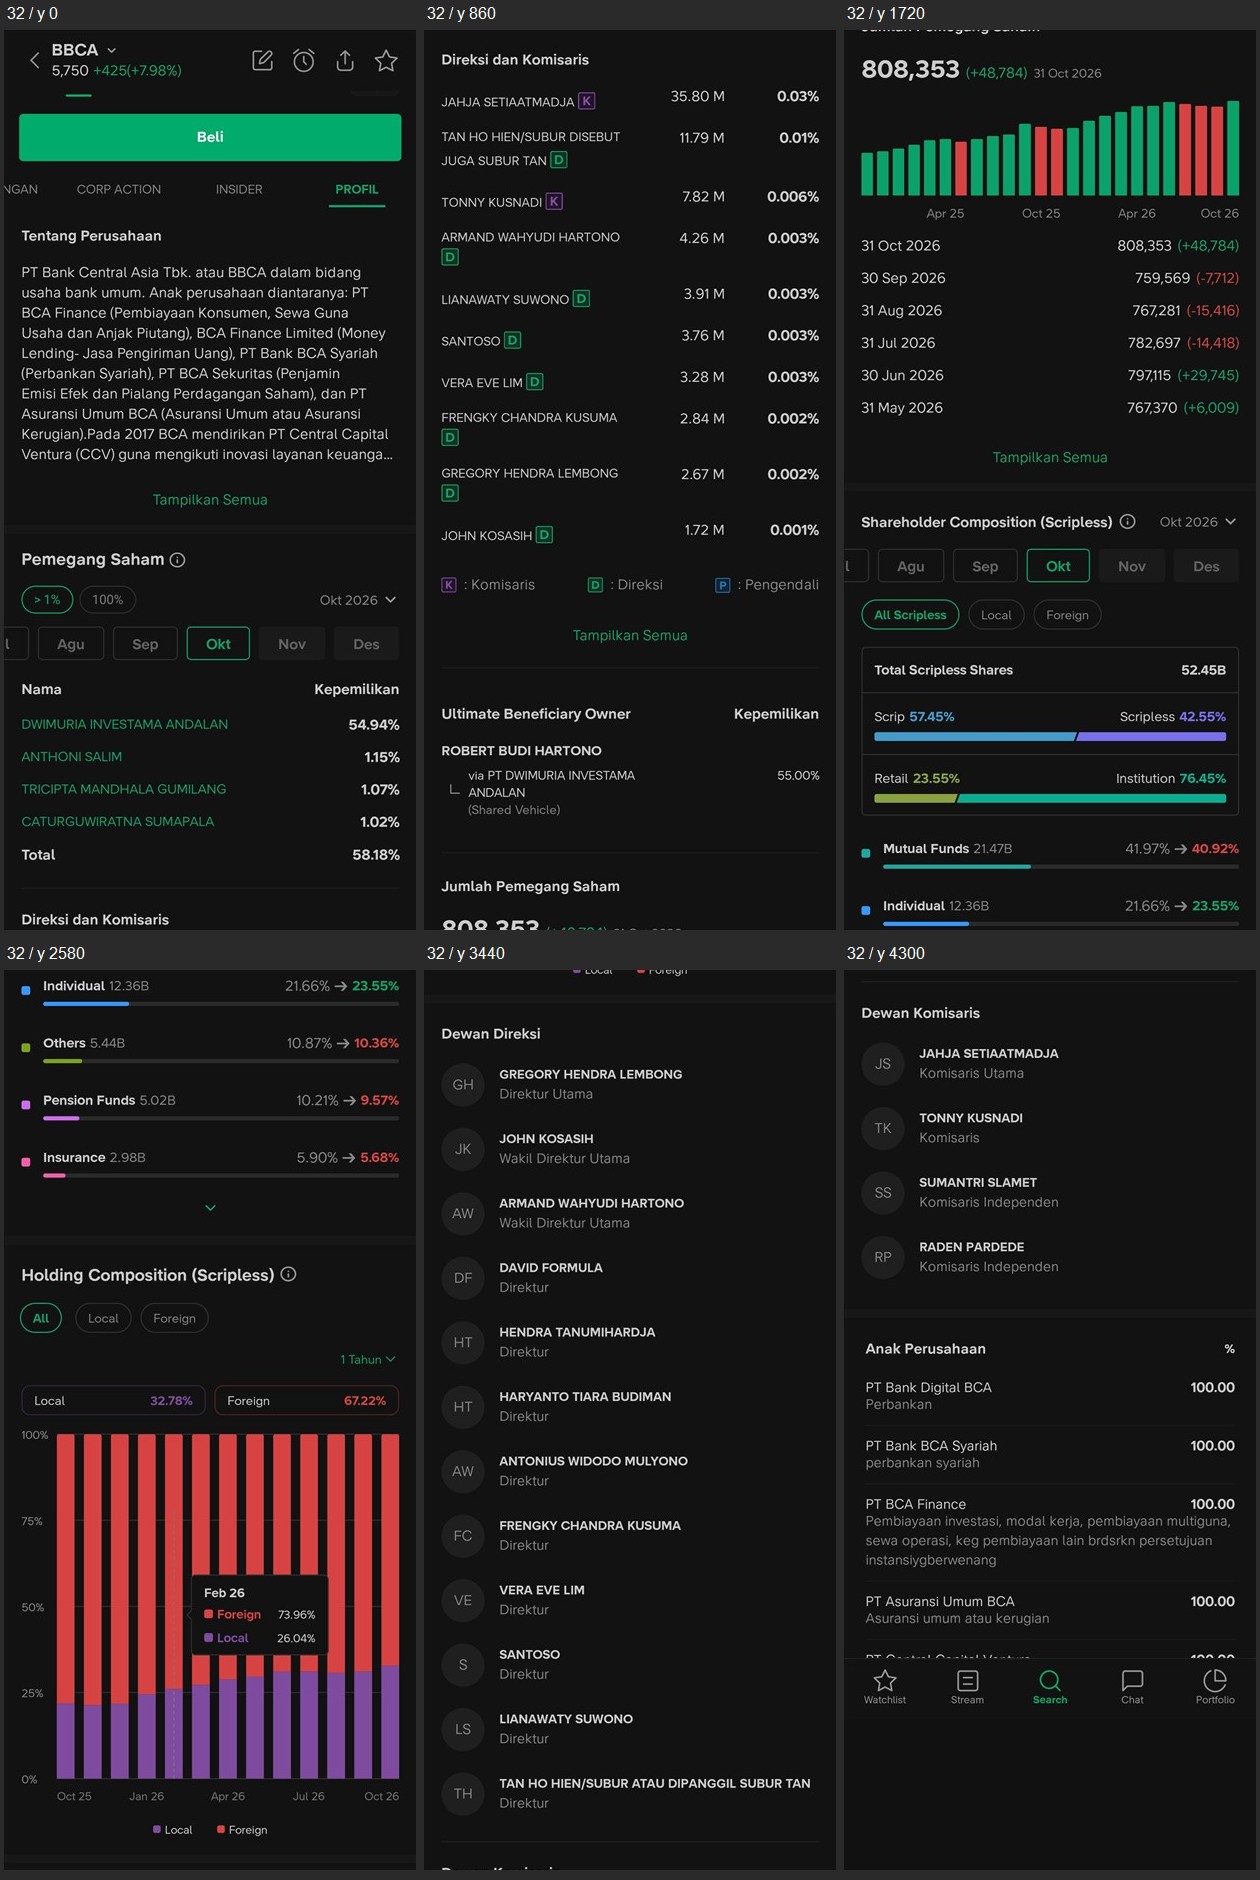 32 / y 0
BBCA
5,750 +425(+7.98%)
Beli
NGAN CORP ACTION INSIDER PROFIL
Tentang Perusahaan
PT Bank Central Asia Tbk. atau BBCA dalam bidang
usaha bank umum. Anak perusahaan diantaranya: PT
BCA Finance (Pembiayaan Konsumen, Sewa Guna
Usaha dan Anjak Piutang), BCA Finance Limited (Money
Lending- Jasa Pengiriman Uang), PT Bank BCA Syariah
(Perbankan Syariah), PT BCA Sekuritas (Penjamin
Emisi Efek dan Pialang Perdagangan Saham), dan PT
Asuransi Umum BCA (Asuransi Umum atau Asuransi
Kerugian).Pada 2017 BCA mendirikan PT Central Capital
Ventura (CCV) guna mengikuti inovasi layanan keuanga...
Tampilkan Semua
Pemegang Saham
> 1% 100% Okt 2026
l Agu Sep Okt Nov Des
Nama Kepemilikan
DWIMURIA INVESTAMA ANDALAN 54.94%
ANTHONI SALIM 1.15%
TRICIPTA MANDHALA GUMILANG 1.07%
CATURGUWIRATNA SUMAPALA 1.02%
Total 58.18%
Direksi dan Komisaris
32 / y 860
Direksi dan Komisaris
JAHJA SETIAATMADJA K 35.80 M 0.03%
TAN HO HIEN/SUBUR DISEBUT 11.79 M 0.01%
JUGA SUBUR TAN D
TONNY KUSNADI K 7.82 M 0.006%
ARMAND WAHYUDI HARTONO 4.26 M 0.003%
D
LIANAWATY SUWONO D 3.91 M 0.003%
SANTOSO D 3.76 M 0.003%
VERA EVE LIM D 3.28 M 0.003%
FRENGKY CHANDRA KUSUMA 2.84 M 0.002%
D
GREGORY HENDRA LEMBONG 2.67 M 0.002%
D
JOHN KOSASIH D 1.72 M 0.001%
K : Komisaris D : Direksi P : Pengendali
Tampilkan Semua
Ultimate Beneficiary Owner Kepemilikan
ROBERT BUDI HARTONO
via PT DWIMURIA INVESTAMA 55.00%
ANDALAN
(Shared Vehicle)
Jumlah Pemegang Saham
808,353
32 / y 1720
Jumlah Pemegang Saham
808,353 (+48,784) 31 Oct 2026
Apr 25 Oct 25 Apr 26 Oct 26
31 Oct 2026 808,353 (+48,784)
30 Sep 2026 759,569 (-7,712)
31 Aug 2026 767,281 (-15,416)
31 Jul 2026 782,697 (-14,418)
30 Jun 2026 797,115 (+29,745)
31 May 2026 767,370 (+6,009)
Tampilkan Semua
Shareholder Composition (Scripless) Okt 2026
l Agu Sep Okt Nov Des
All Scripless Local Foreign
Total Scripless Shares 52.45B
Scrip 57.45% Scripless 42.55%
Retail 23.55% Institution 76.45%
Mutual Funds 21.47B 41.97% → 40.92%
Individual 12.36B 21.66% → 23.55%
32 / y 2580
Individual 12.36B 21.66% → 23.55%
Others 5.44B 10.87% → 10.36%
Pension Funds 5.02B 10.21% → 9.57%
Insurance 2.98B 5.90% → 5.68%
Holding Composition (Scripless)
All Local Foreign
1 Tahun
Local 32.78% Foreign 67.22%
100%
75%
50%
25%
0%
Feb 26
Foreign 73.96%
Local 26.04%
Oct 25 Jan 26 Apr 26 Jul 26 Oct 26
Local Foreign
32 / y 3440
Local Foreign
Dewan Direksi
GH GREGORY HENDRA LEMBONG
Direktur Utama
JK JOHN KOSASIH
Wakil Direktur Utama
AW ARMAND WAHYUDI HARTONO
Wakil Direktur Utama
DF DAVID FORMULA
Direktur
HT HENDRA TANUMIHARDJA
Direktur
HT HARYANTO TIARA BUDIMAN
Direktur
AW ANTONIUS WIDODO MULYONO
Direktur
FC FRENGKY CHANDRA KUSUMA
Direktur
VE VERA EVE LIM
Direktur
S SANTOSO
Direktur
LS LIANAWATY SUWONO
Direktur
TH TAN HO HIEN/SUBUR ATAU DIPANGGIL SUBUR TAN
Direktur
32 / y 4300
Dewan Komisaris
JS JAHJA SETIAATMADJA
Komisaris Utama
TK TONNY KUSNADI
Komisaris
SS SUMANTRI SLAMET
Komisaris Independen
RP RADEN PARDEDE
Komisaris Independen
Anak Perusahaan %
PT Bank Digital BCA 100.00
Perbankan
PT Bank BCA Syariah 100.00
perbankan syariah
PT BCA Finance 100.00
Pembiayaan investasi, modal kerja, pembiayaan multiguna,
sewa operasi, keg pembiayaan lain brdsrkn persetujuan
instansiygberwenang
PT Asuransi Umum BCA 100.00
Asuransi umum atau kerugian
PT Central Capital Ventura 100.00
Watchlist Stream Search Chat Portfolio